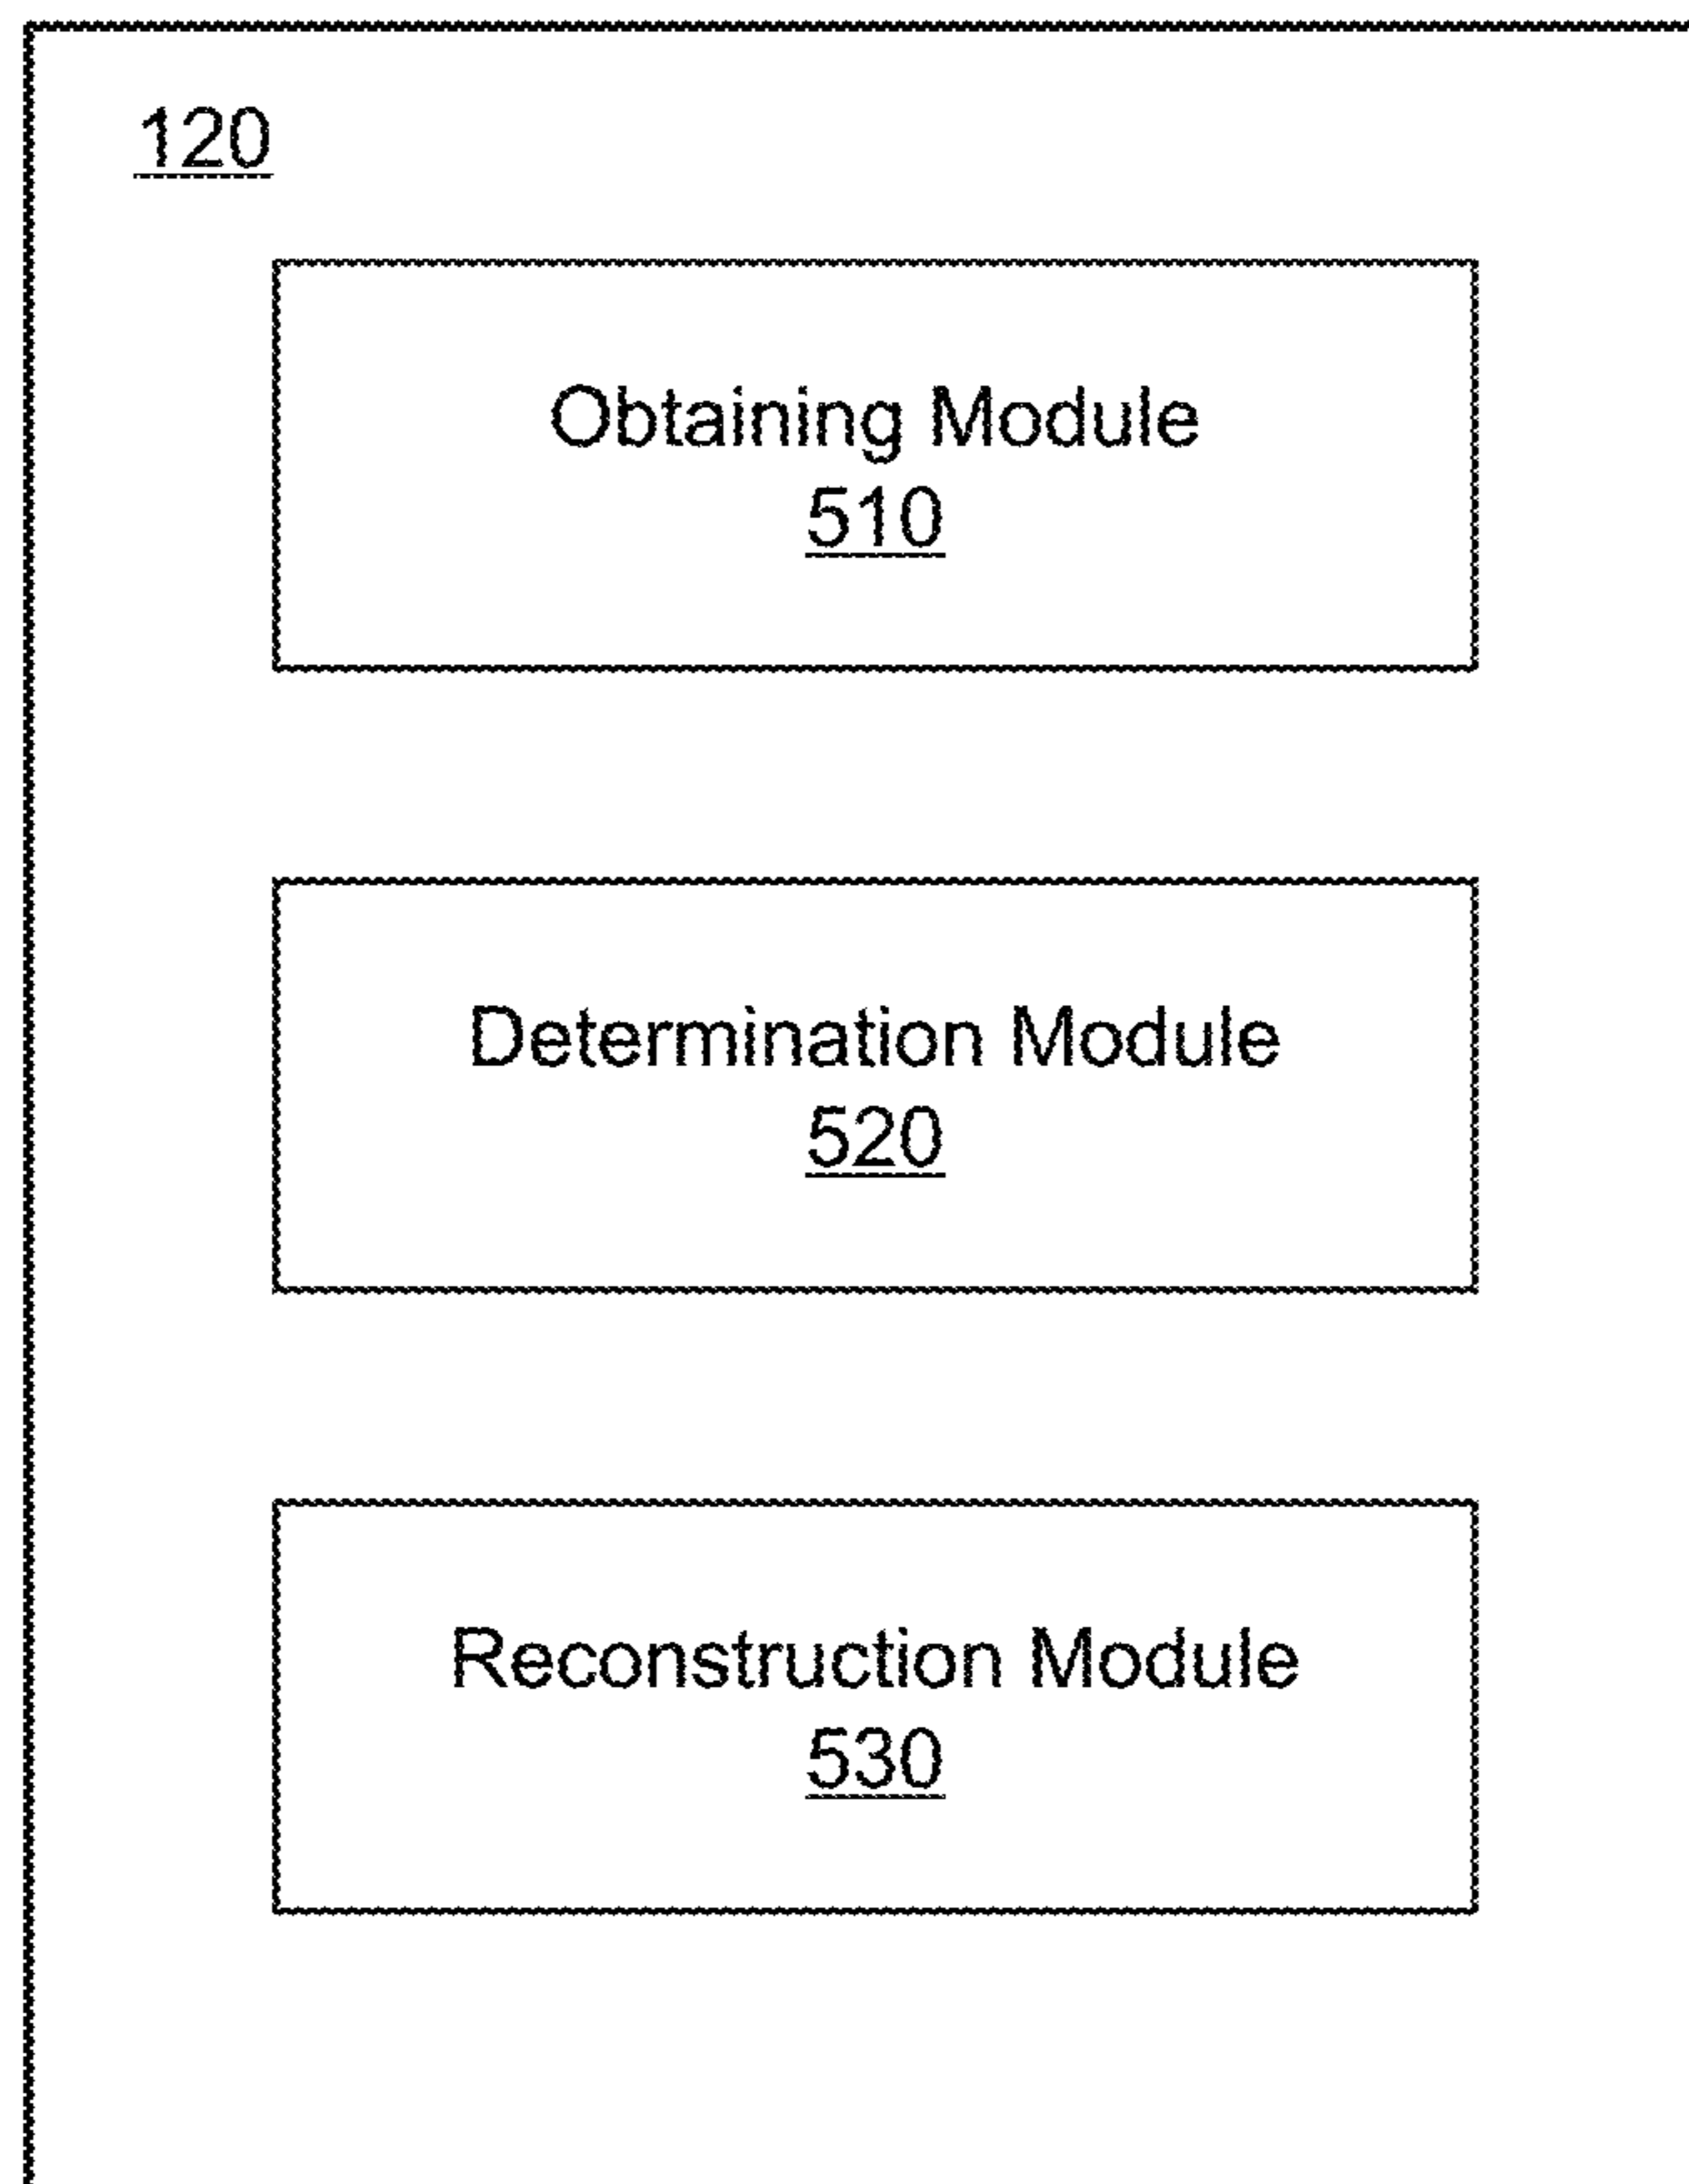 120
Obtaining Module
510
Determination Module
520
Reconstruction Module
530